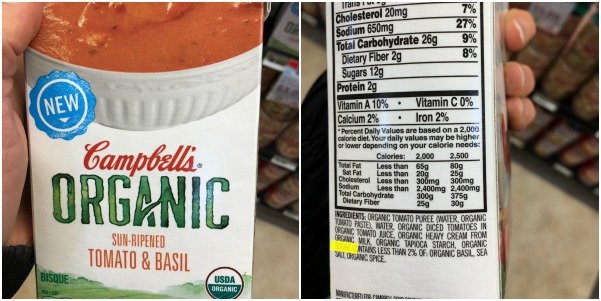 NEW
Campbell's®
ORGANIC
SUN-RIPENED
TOMATO & BASIL
BISQUE
USDA
ORGANIC
Trans Fat 0g
Cholesterol 20mg 7%
Sodium 650mg 27%
Total Carbohydrate 26g 9%
Dietary Fiber 2g 8%
Sugars 12g
Protein 2g
Vitamin A 10% • Vitamin C 0%
Calcium 2% • Iron 2%
* Percent Daily Values are based on a 2,000
calorie diet. Your daily values may be higher
or lower depending on your calorie needs:
Calories: 2,000 2,500
Total Fat Less than 65g 80g
Sat Fat Less than 20g 25g
Cholesterol Less than 300mg 300mg
Sodium Less than 2,400mg 2,400mg
Total Carbohydrate 300g 375g
Dietary Fiber 25g 30g
INGREDIENTS: ORGANIC TOMATO PUREE (WATER, ORGANIC
TOMATO PASTE), WATER, ORGANIC DICED TOMATOES IN
ORGANIC TOMATO JUICE, ORGANIC HEAVY CREAM FROM
ORGANIC MILK, ORGANIC TAPIOCA STARCH, ORGANIC
CONTAINS LESS THAN 2% OF: ORGANIC BASIL, SEA
SALT, ORGANIC SPICE.
MANUFACTURED FOR CAMPBELL